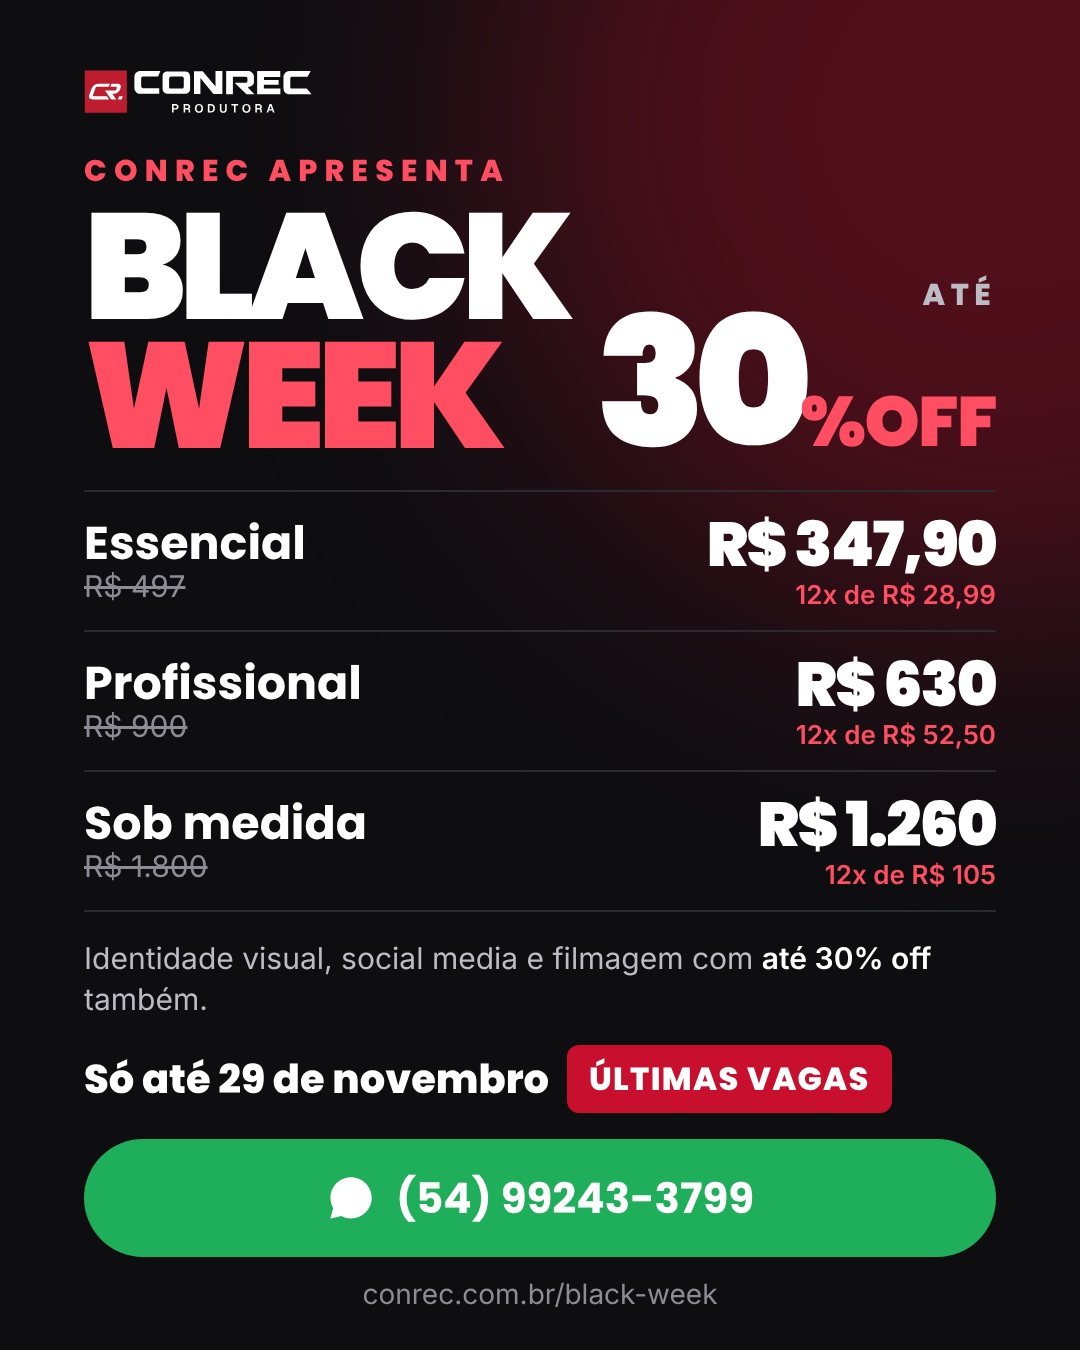 CR.
CONREC
PRODUTORA
CONREC APRESENTA
BLACK
WEEK
ATÉ
30%OFF
Essencial
R$ 497
R$ 347,90
12x de R$ 28,99
Profissional
R$ 900
R$ 630
12x de R$ 52,50
Sob medida
R$ 1.800
R$ 1.260
12x de R$ 105
Identidade visual, social media e filmagem com até 30% off
também.
Só até 29 de novembro
ÚLTIMAS VAGAS
(54) 99243-3799
conrec.com.br/black-week